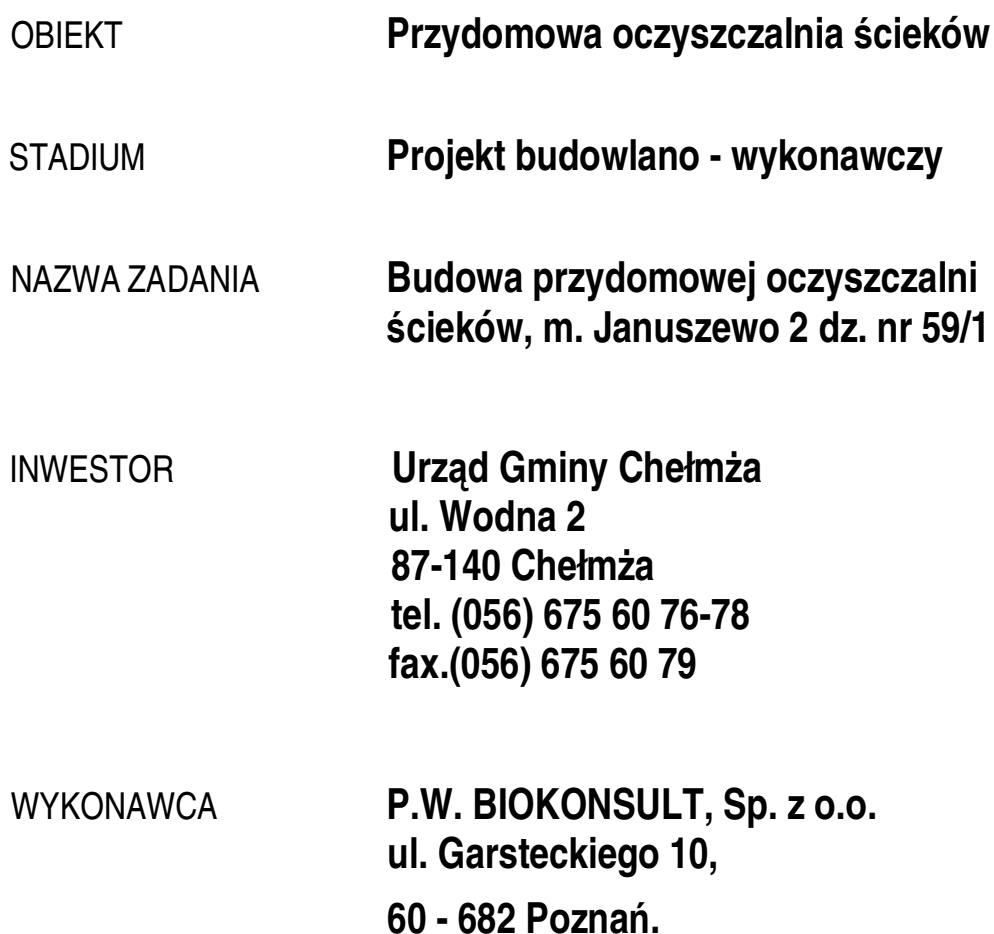 OBIEKT Przydomowa oczyszczalnia ścieków
STADIUM Projekt budowlano - wykonawczy
NAZWA ZADANIA Budowa przydomowej oczyszczalni
ścieków, m. Januszewo 2 dz. nr 59/1
INWESTOR Urząd Gminy Chełmża
ul. Wodna 2
87-140 Chełmża
tel. (056) 675 60 76-78
fax.(056) 675 60 79
WYKONAWCA P.W. BIOKONSULT, Sp. z o.o.
ul. Garsteckiego 10,
60 - 682 Poznań.